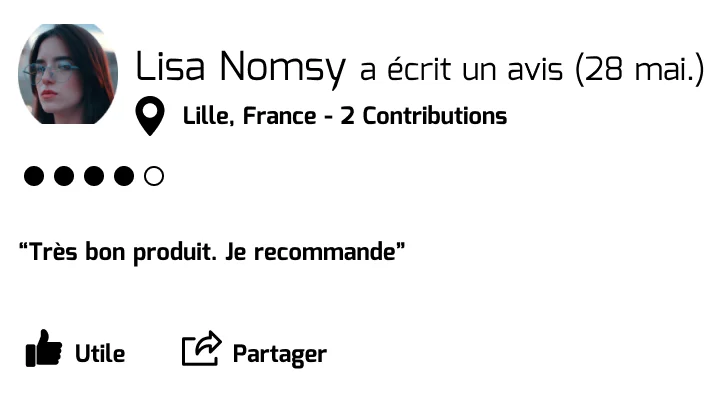 Lisa Nomsy a écrit un avis (28 mai.)
Lille, France - 2 Contributions
“Très bon produit. Je recommande”
Utile Partager